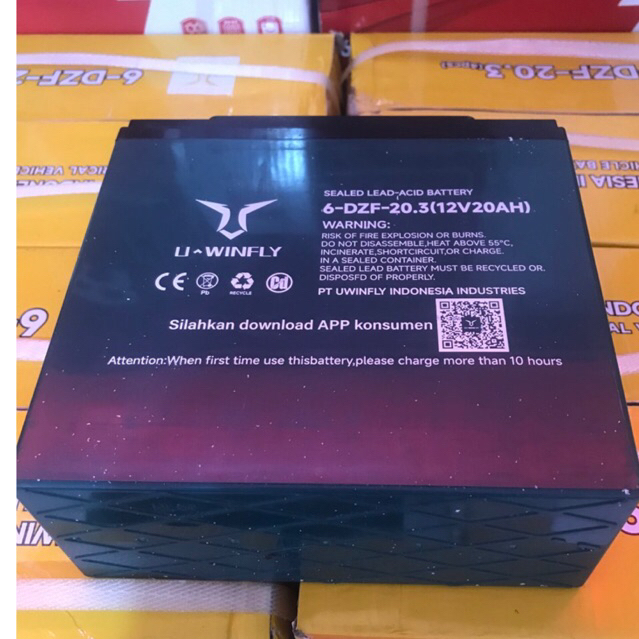 6-DZF-2
-DZF-20.3 (4pcs)
SEALED LEAD-ACID BATTERY
6-DZF-20.3(12V20AH)
WARNING:
RISK OF FIRE EXPLOSION OR BURNS.
DO NOT DISASSEMBLE,HEAT ABOVE 55°C,
INCINERATE,SHORTCIRCUIT,OR CHARGE.
IN A SEALED CONTAINER.
SEALED LEAD BATTERY MUST BE RECYCLED OR.
DISPOSFD OF PROPERLY.
PT UWINFLY INDONESIA INDUSTRIES
U^WINFLY
CE Pb RECYCLE Cd
Silahkan download APP konsumen
Attention:When first time use thisbattery,please charge more than 10 hours